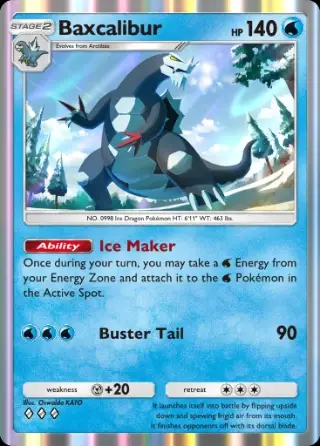 STAGE 2 Baxcalibur HP 140
Evolves from Arctibax
NO. 0998 Ice Dragon Pokémon HT: 6'11" WT: 463 lbs.
Ability Ice Maker
Once during your turn, you may take a Energy from
your Energy Zone and attach it to the Pokémon in
the Active Spot.
Buster Tail 90
weakness +20 retreat
Illus. Oswaldo KATO
It launches itself into battle by flipping upside
down and spewing frigid air from its mouth.
It finishes opponents off with its dorsal blade.